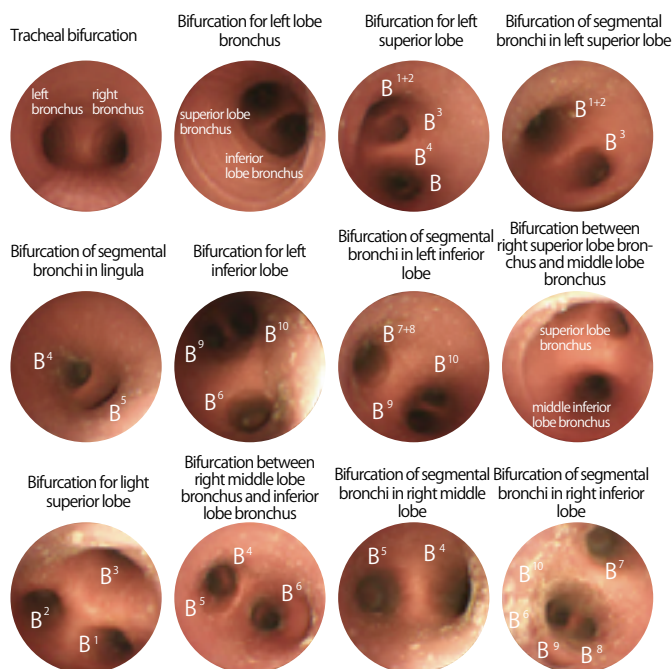 Tracheal bifurcation
left
bronchus
right
bronchus
Bifurcation for left lobe
bronchus
superior lobe
bronchus
inferior
lobe bronchus
Bifurcation for left
superior lobe
B1+2
B3
B4
B
Bifurcation of segmental
bronchi in left superior lobe
B1+2
B3
Bifurcation of segmental
bronchi in lingula
B4
B5
Bifurcation for left
inferior lobe
B9
B10
B6
Bifurcation of segmental
bronchi in left inferior
lobe
B7+8
B10
B9
Bifurcation between
right superior lobe bron-
chus and middle lobe
bronchus
superior lobe
bronchus
middle inferior
lobe bronchus
Bifurcation for light
superior lobe
B3
B2
B1
Bifurcation between
right middle lobe
bronchus and inferior
lobe bronchus
B4
B5
B6
Bifurcation of segmental
bronchi in right middle
lobe
B5
B4
Bifurcation of segmental
bronchi in right inferior
lobe
B7
B10
B6
B9
B8